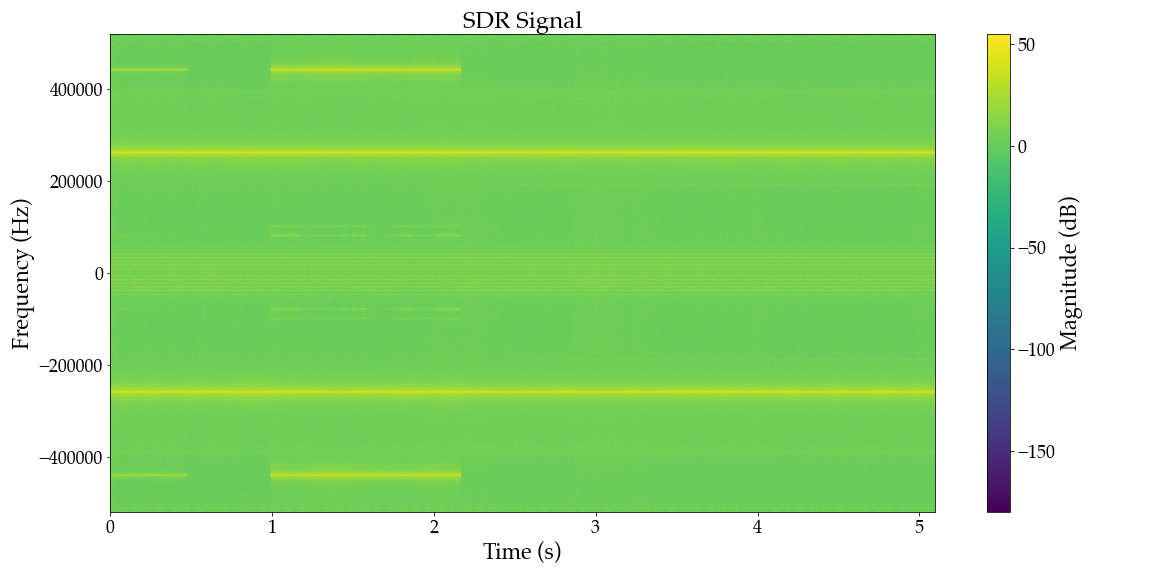 SDR Signal
Frequency (Hz)
400000
200000
0
−200000
−400000
0 1 2 3 4 5
Time (s)
50
0
−50
−100
−150
Magnitude (dB)